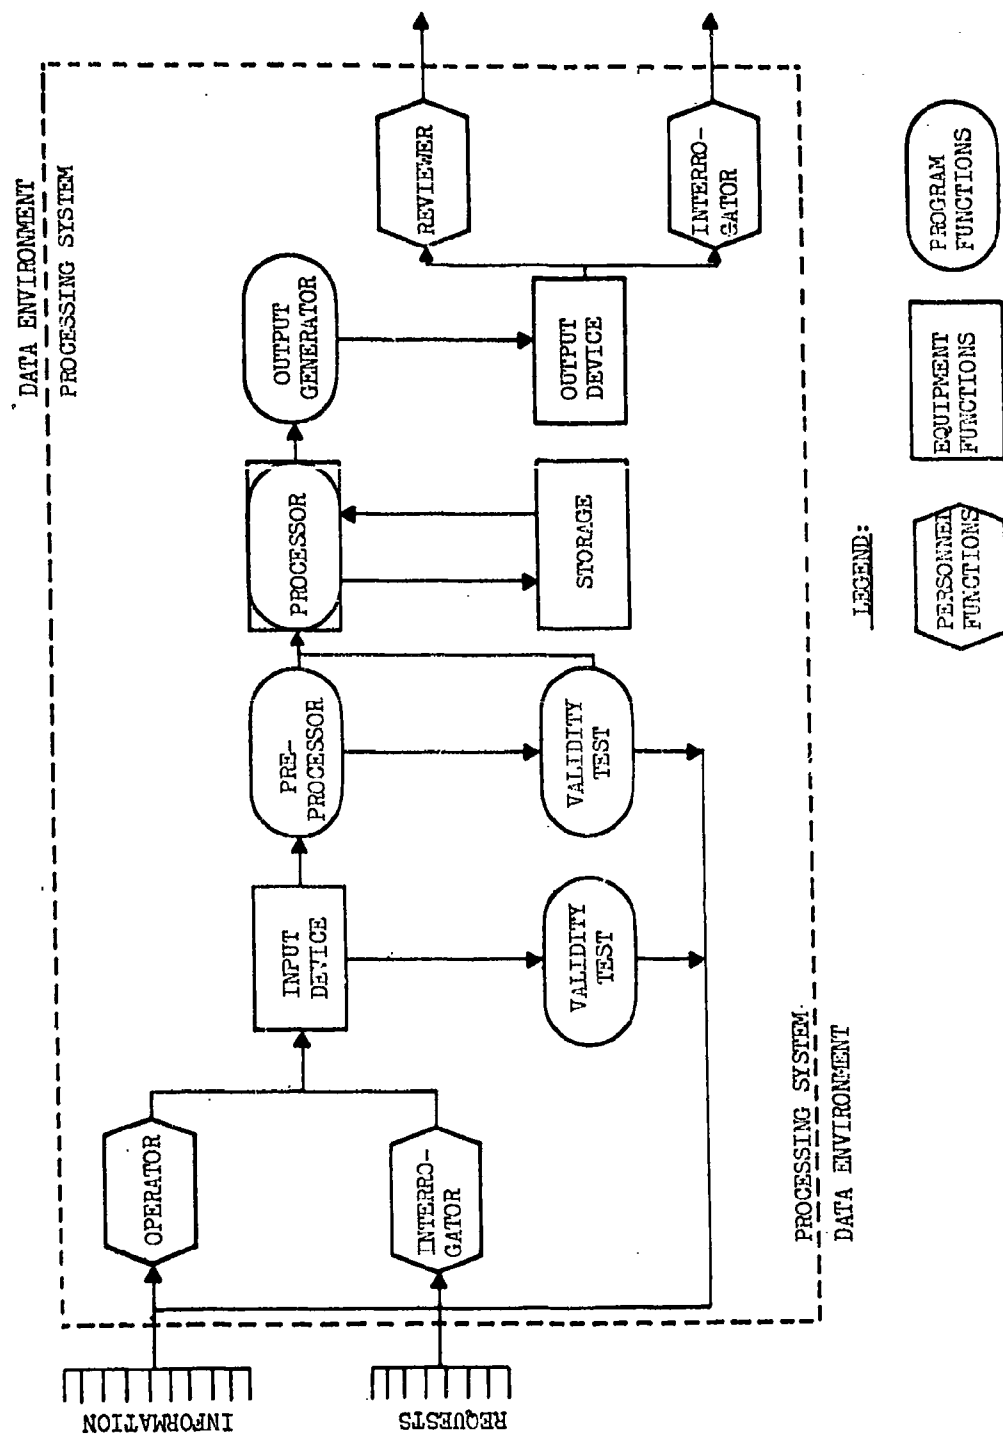 DATA ENVIRONMENT
PROCESSING SYSTEM
INFORMATION
REQUESTS
OPERATOR
INTERRO-
GATOR
INPUT
DEVICE
VALIDITY
TEST
PRE-
PROCESSOR
VALIDITY
TEST
PROCESSOR
STORAGE
OUTPUT
GENERATOR
OUTPUT
DEVICE
REVIEWER
INTERRO-
GATOR
PROCESSING SYSTEM
DATA ENVIRONMENT
LEGEND:
PERSONNEL
FUNCTIONS
EQUIPMENT
FUNCTIONS
PROGRAM
FUNCTIONS